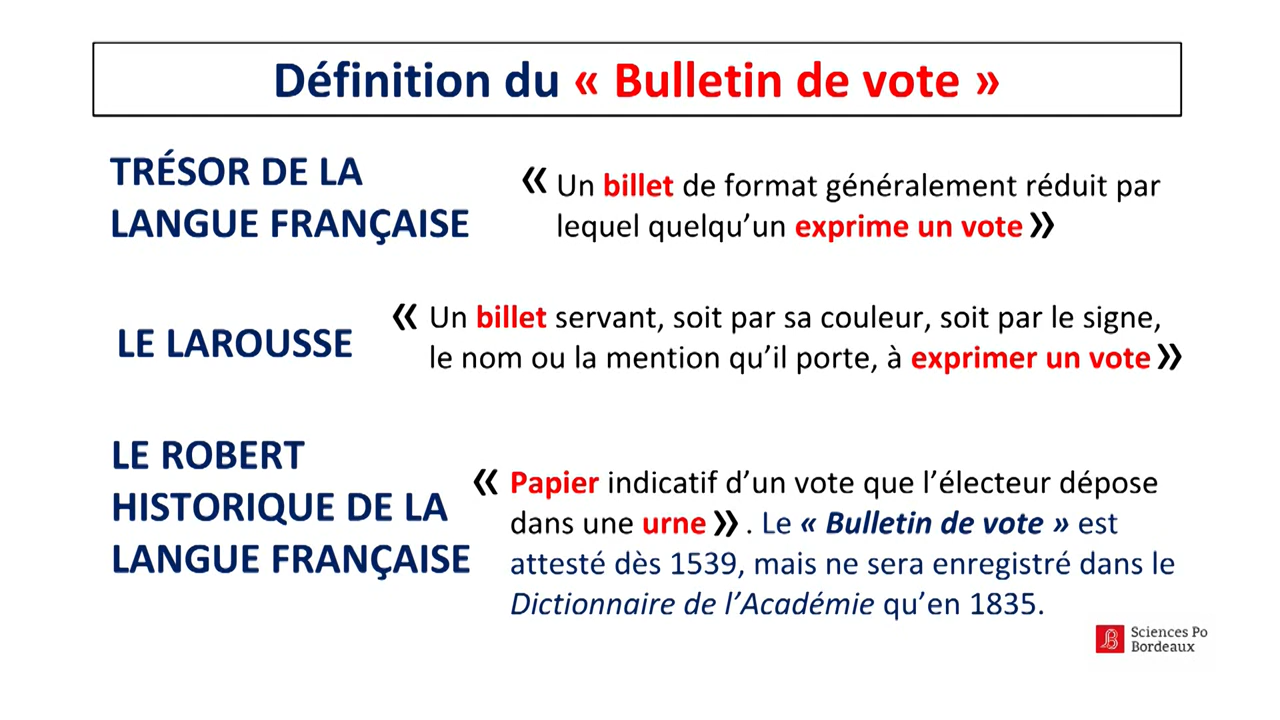 Définition du « Bulletin de vote »
TRÉSOR DE LA
LANGUE FRANÇAISE
« Un billet de format généralement réduit par
lequel quelqu’un exprime un vote »
LE LAROUSSE
« Un billet servant, soit par sa couleur, soit par le signe,
le nom ou la mention qu’il porte, à exprimer un vote »
LE ROBERT
HISTORIQUE DE LA
LANGUE FRANÇAISE
« Papier indicatif d’un vote que l’électeur dépose
dans une urne » . Le « Bulletin de vote » est
attesté dès 1539, mais ne sera enregistré dans le
Dictionnaire de l’Académie qu’en 1835.
Sciences Po
Bordeaux